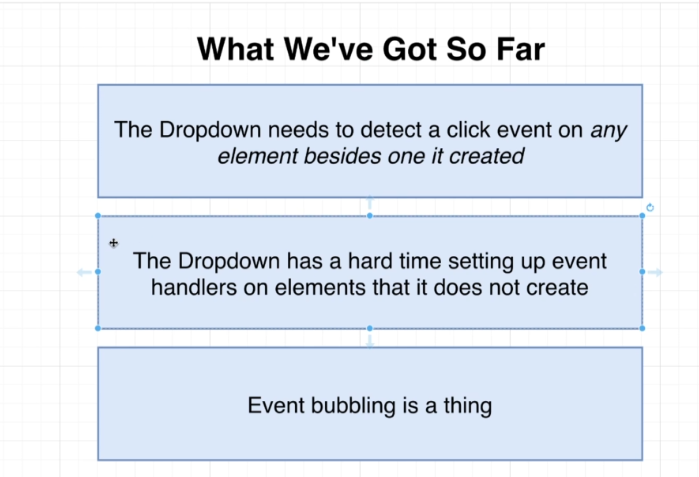 What We've Got So Far
The Dropdown needs to detect a click event on any
element besides one it created
The Dropdown has a hard time setting up event
handlers on elements that it does not create
Event bubbling is a thing